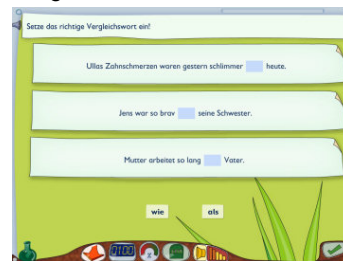 Setze das richtige Vergleichswort ein!
Ullas Zahnschmerzen waren gestern schlimmer heute.
Jens war so brav seine Schwester.
Mutter arbeitet so lang Vater.
wie als